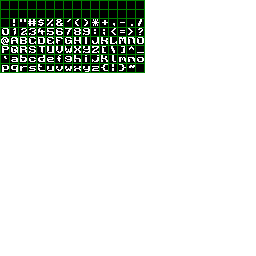 !"#$%&'()*+,-./
0123456789:;<=>?
@ABCDEFGHIJKLMNO
PQRSTUVWXYZ[\]^_
`abcdefghijklmno
pqrstuvwxyz{|}~